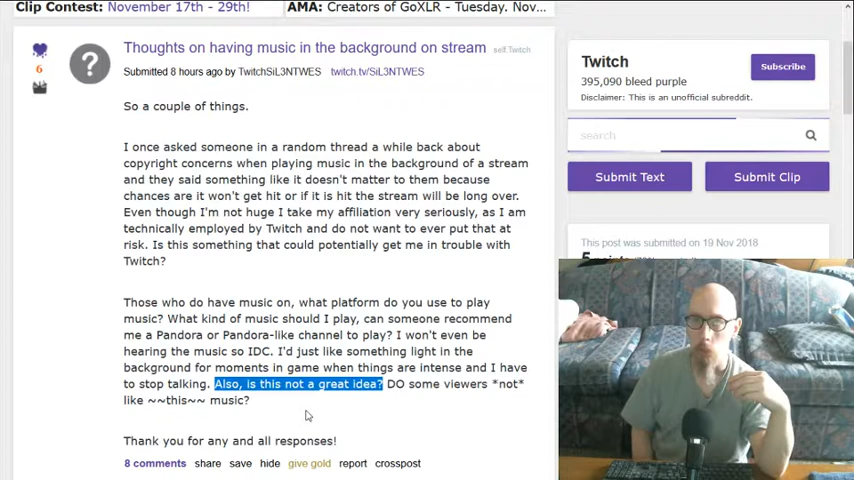 Clip Contest: November 17th - 29th!
AMA: Creators of GoXLR - Tuesday. Nov...
6
?
Thoughts on having music in the background on stream
self.Twitch
Submitted 8 hours ago by TwitchSiL3NTWES twitch.tv/SiL3NTWES
So a couple of things.
I once asked someone in a random thread a while back about
copyright concerns when playing music in the background of a stream
and they said something like it doesn't matter to them because
chances are it won't get hit or if it is hit the stream will be long over.
Even though I'm not huge I take my affiliation very seriously, as I am
technically employed by Twitch and do not want to ever put that at
risk. Is this something that could potentially get me in trouble with
Twitch?
Those who do have music on, what platform do you use to play
music? What kind of music should I play, can someone recommend
me a Pandora or Pandora-like channel to play? I won't even be
hearing the music so IDC. I'd just like something light in the
background for moments in game when things are intense and I have
to stop talking. Also, is this not a great idea? DO some viewers *not*
like ~~this~~ music?
Thank you for any and all responses!
8 comments share save hide give gold report crosspost
Twitch
395,090 bleed purple
Subscribe
Disclaimer: This is an unofficial subreddit.
search
Submit Text
Submit Clip
This post was submitted on 19 Nov 2018